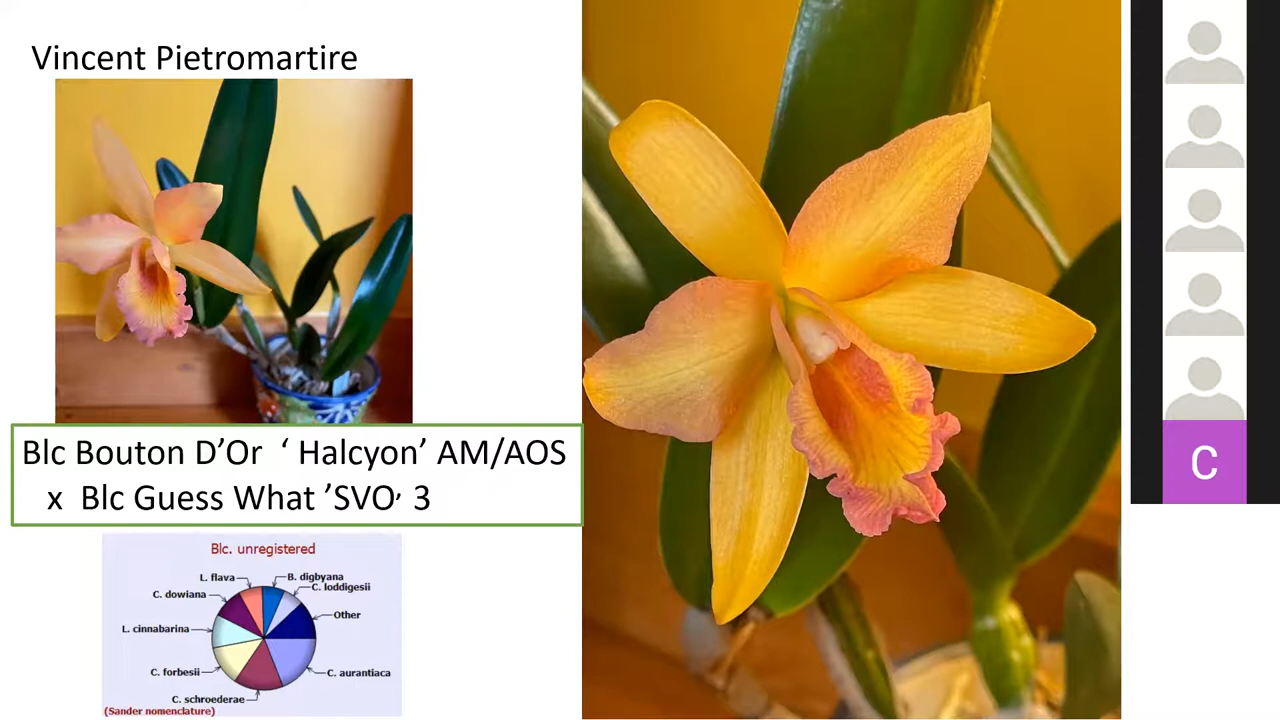 Vincent Pietromartire
Blc Bouton D’Or ‘ Halcyon’ AM/AOS
x Blc Guess What ’SVO’ 3
Blc. unregistered
L. flava
B. digbyana
C. loddigesii
C. dowiana
Other
L. cinnabarina
C. forbesii
C. aurantiaca
C. schroederae
(Sander nomenclature)
C